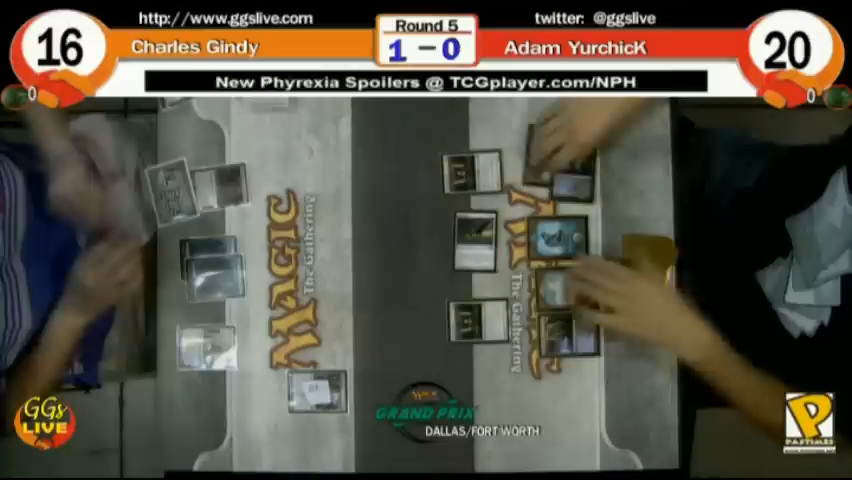 http://www.ggslive.com
Round 5
twitter: @ggslive
16
Charles Gindy
1 - 0
Adam YurchicK
20
New Phyrexia Spoilers @ TCGplayer.com/NPH
0
0
MAGIC
The Gathering
The Gathering
GGs
LIVE
MAGIC
GRAND PRIX
DALLAS/FORT WORTH
P
PASTIMES